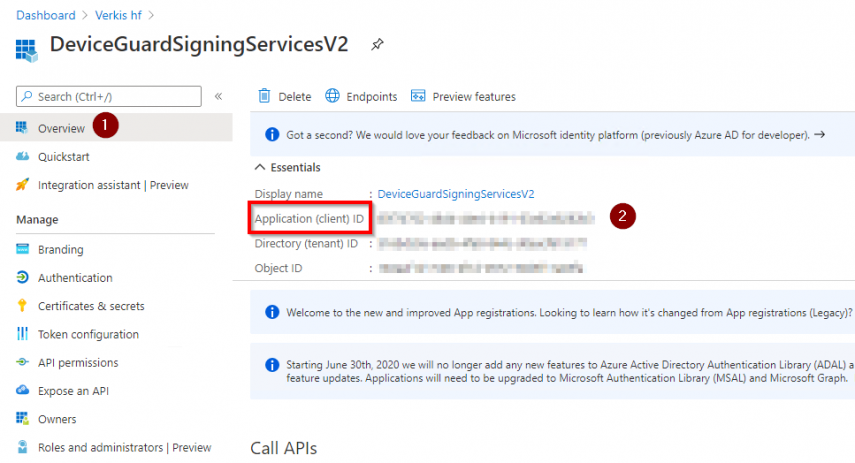 Dashboard > Verkis hf >
DeviceGuardSigningServicesV2
Search (Ctrl+/)
«
Overview
1
Quickstart
Integration assistant | Preview
Manage
Branding
Authentication
Certificates & secrets
Token configuration
API permissions
Expose an API
Owners
Roles and administrators | Preview
Delete
Endpoints
Preview features
Got a second? We would love your feedback on Microsoft identity platform (previously Azure AD for developer). →
Essentials
Display name : DeviceGuardSigningServicesV2
Application (client) ID :
2
Directory (tenant) ID :
Object ID :
Welcome to the new and improved App registrations. Looking to learn how it's changed from App registrations (Legacy)?
Starting June 30th, 2020 we will no longer add any new features to Azure Active Directory Authentication Library (ADAL) a
feature updates. Applications will need to be upgraded to Microsoft Authentication Library (MSAL) and Microsoft Graph.
Call APIs